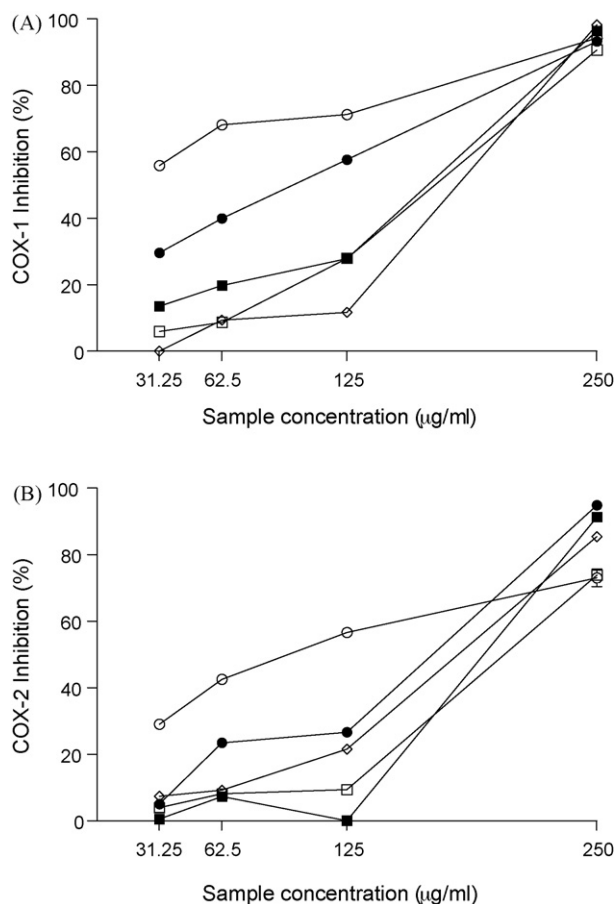 (A)
100
80
60
40
20
0
COX-1 Inhibition (%)
31.25 62.5 125 250
Sample concentration (μg/ml)
(B)
100
80
60
40
20
0
COX-2 Inhibition (%)
31.25 62.5 125 250
Sample concentration (μg/ml)